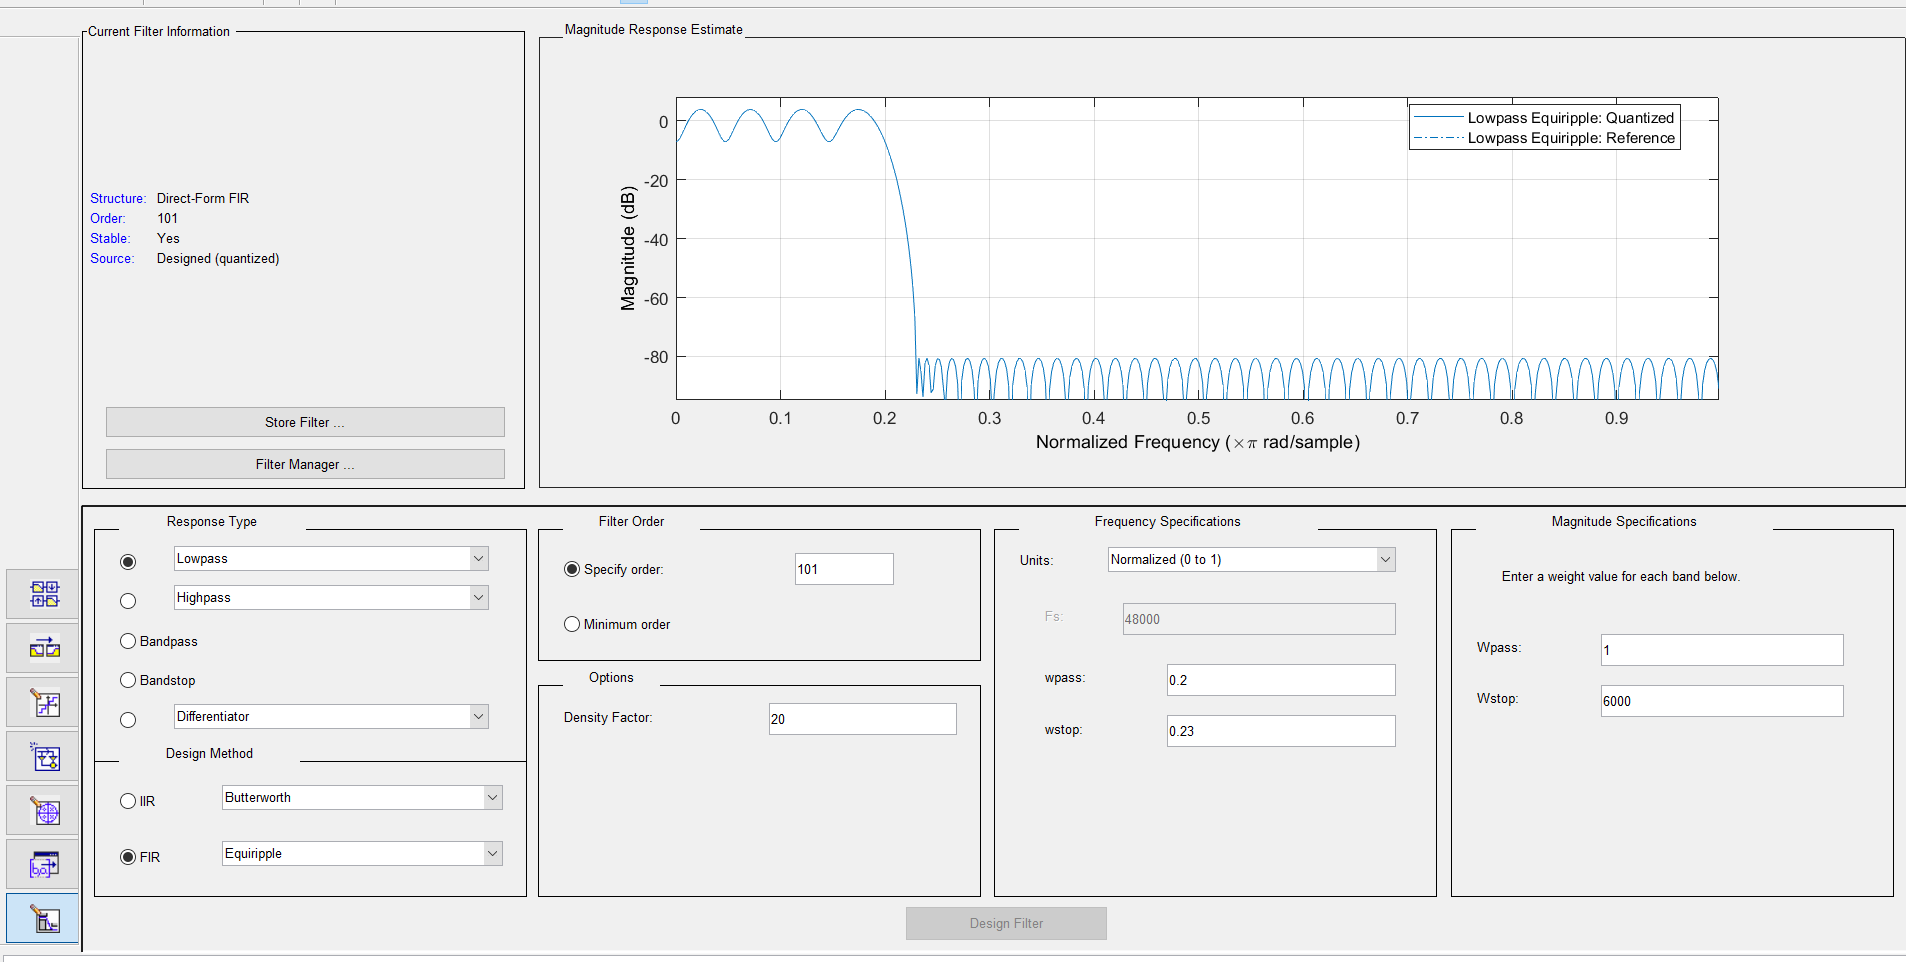 Current Filter Information
Structure: Direct-Form FIR
Order: 101
Stable: Yes
Source: Designed (quantized)
Store Filter ...
Filter Manager ...
Magnitude Response Estimate
Lowpass Equiripple: Quantized
Lowpass Equiripple: Reference
Magnitude (dB)
0
-20
-40
-60
-80
0 0.1 0.2 0.3 0.4 0.5 0.6 0.7 0.8 0.9
Normalized Frequency (×π rad/sample)
Response Type
Lowpass
Highpass
Bandpass
Bandstop
Differentiator
Design Method
IIR Butterworth
FIR Equiripple
Filter Order
Specify order: 101
Minimum order
Options
Density Factor: 20
Frequency Specifications
Units: Normalized (0 to 1)
Fs: 48000
wpass: 0.2
wstop: 0.23
Magnitude Specifications
Enter a weight value for each band below.
Wpass: 1
Wstop: 6000
Design Filter